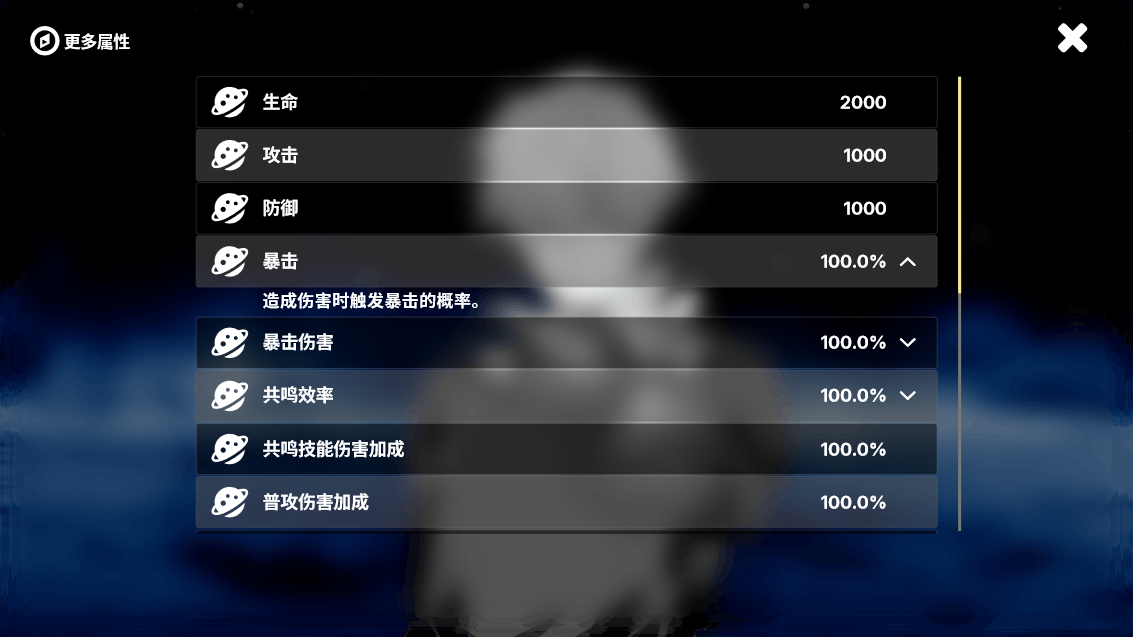 更多属性
生命 2000
攻击 1000
防御 1000
暴击 100.0%
造成伤害时触发暴击的概率。
暴击伤害 100.0%
共鸣效率 100.0%
共鸣技能伤害加成 100.0%
普攻伤害加成 100.0%